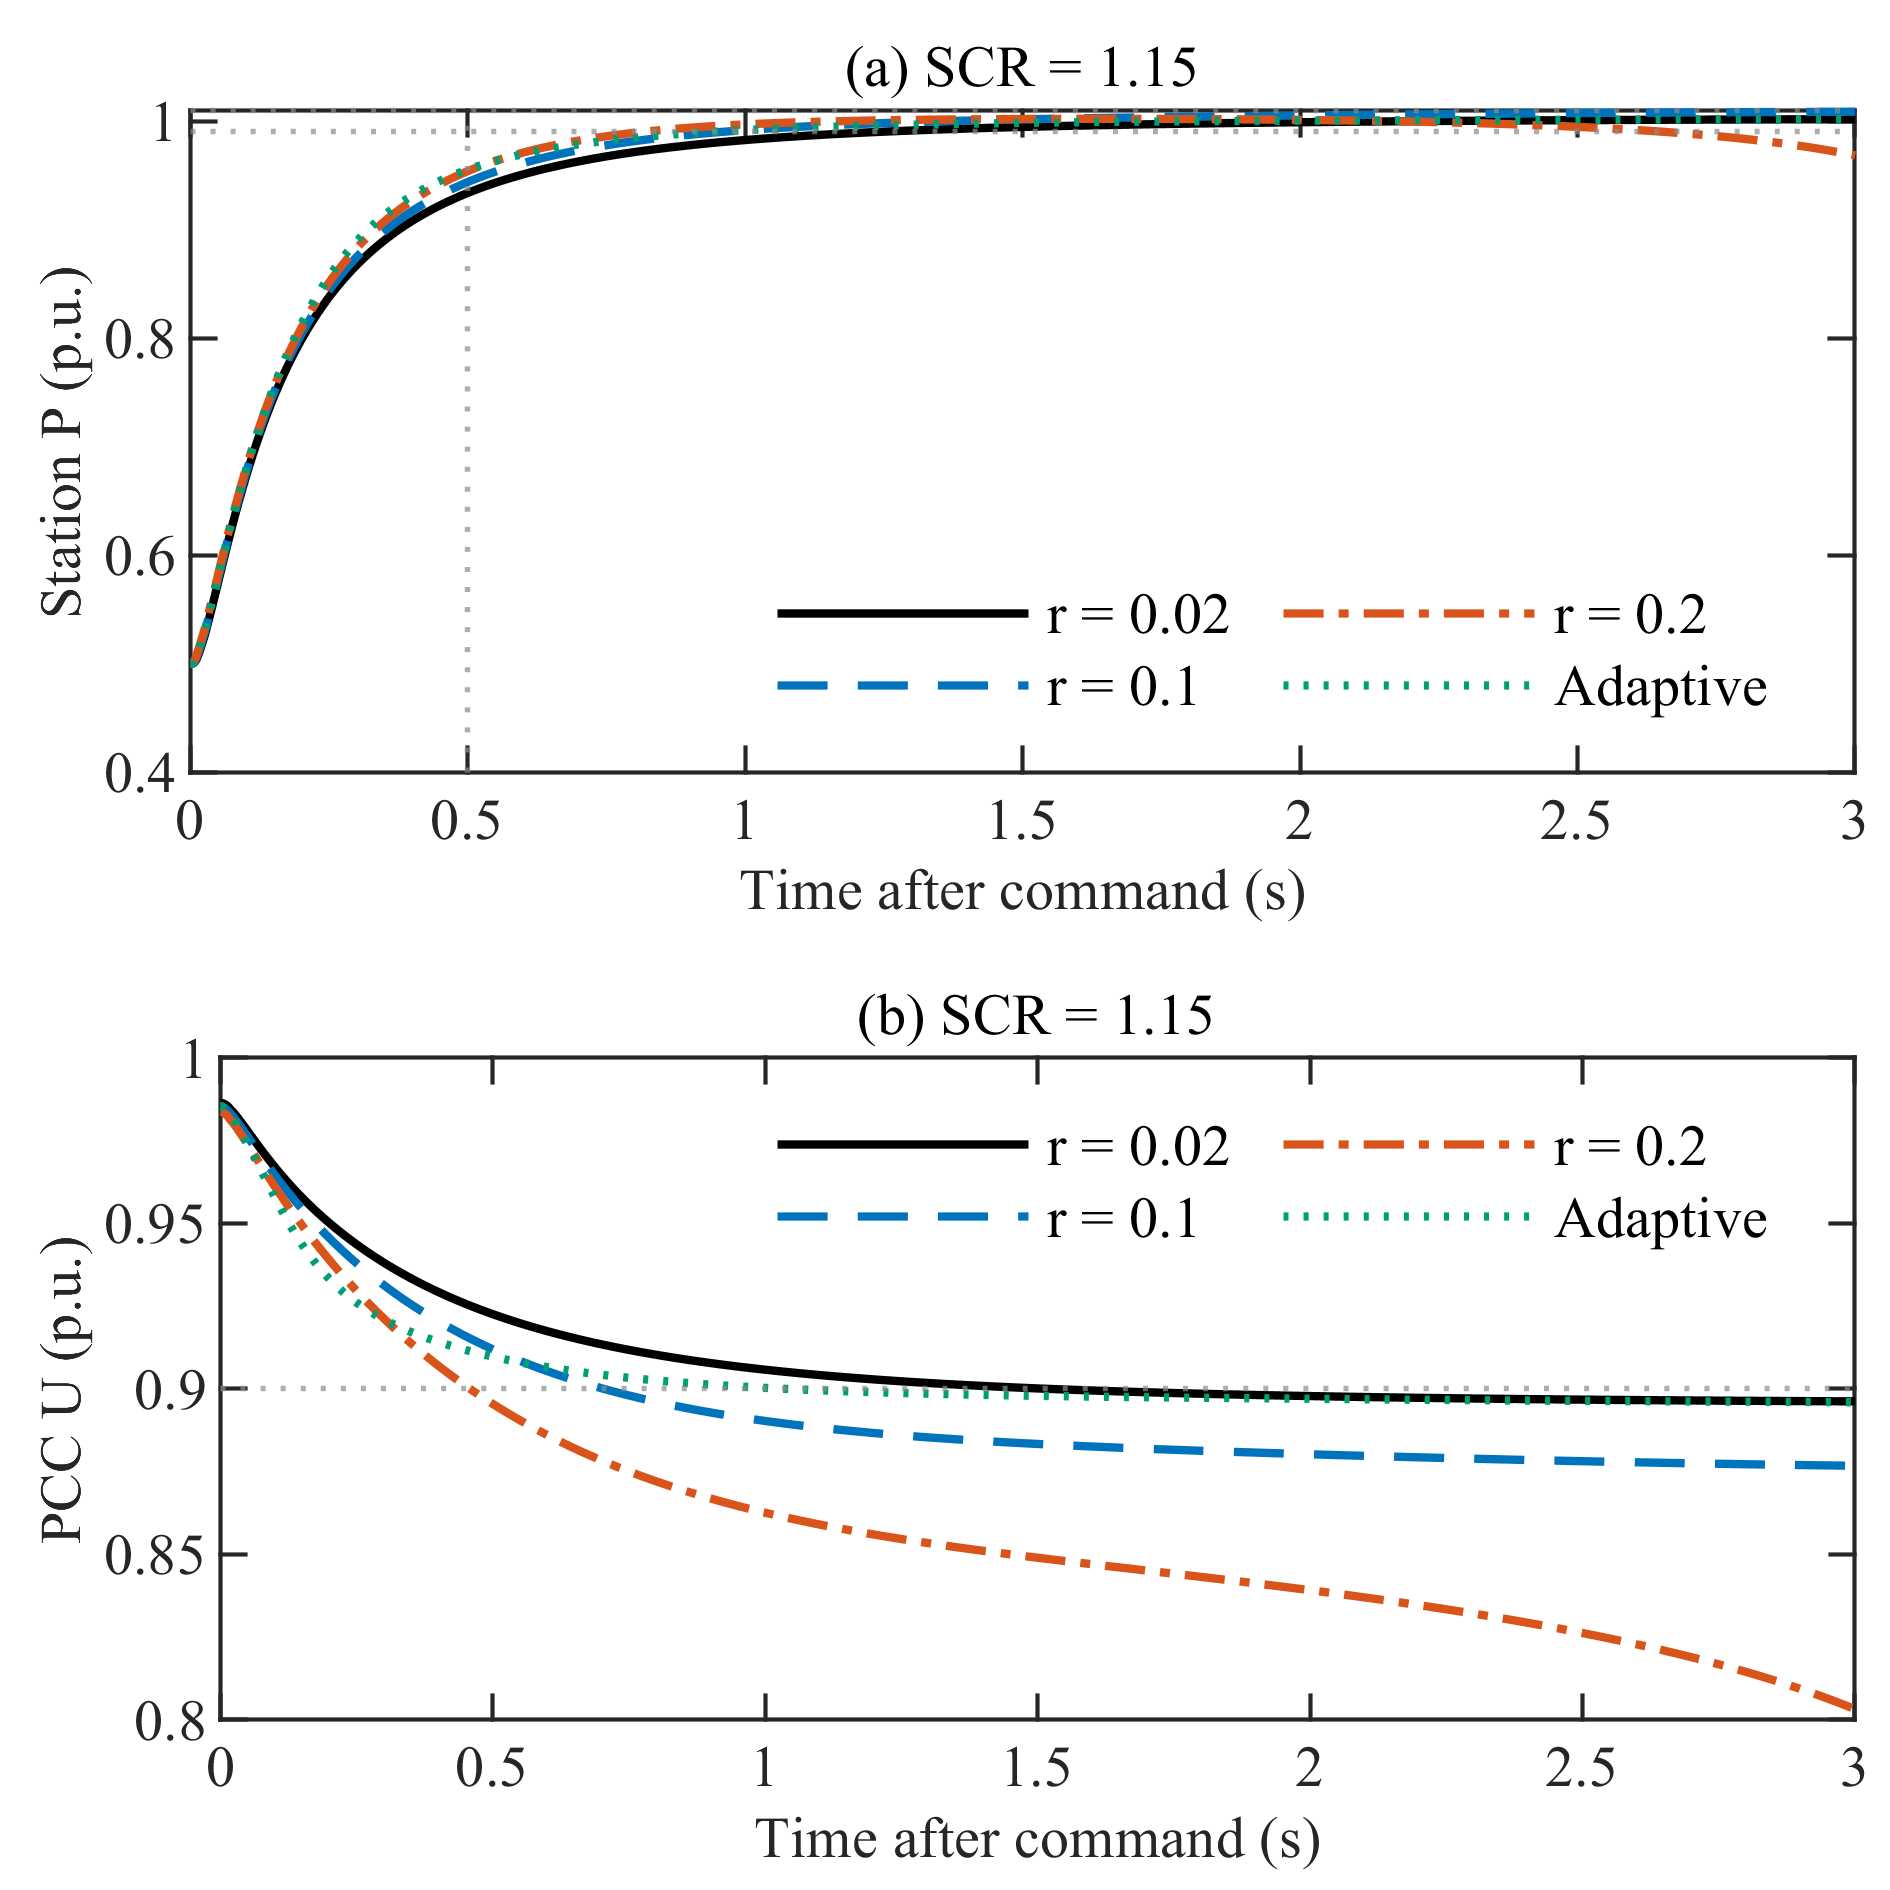 (a) SCR = 1.15
1
0.8
0.6
0.4
Station P (p.u.)
r = 0.02
r = 0.2
r = 0.1
Adaptive
0 0.5 1 1.5 2 2.5 3
Time after command (s)
(b) SCR = 1.15
1
0.95
0.9
0.85
0.8
PCC U (p.u.)
r = 0.02
r = 0.2
r = 0.1
Adaptive
0 0.5 1 1.5 2 2.5 3
Time after command (s)